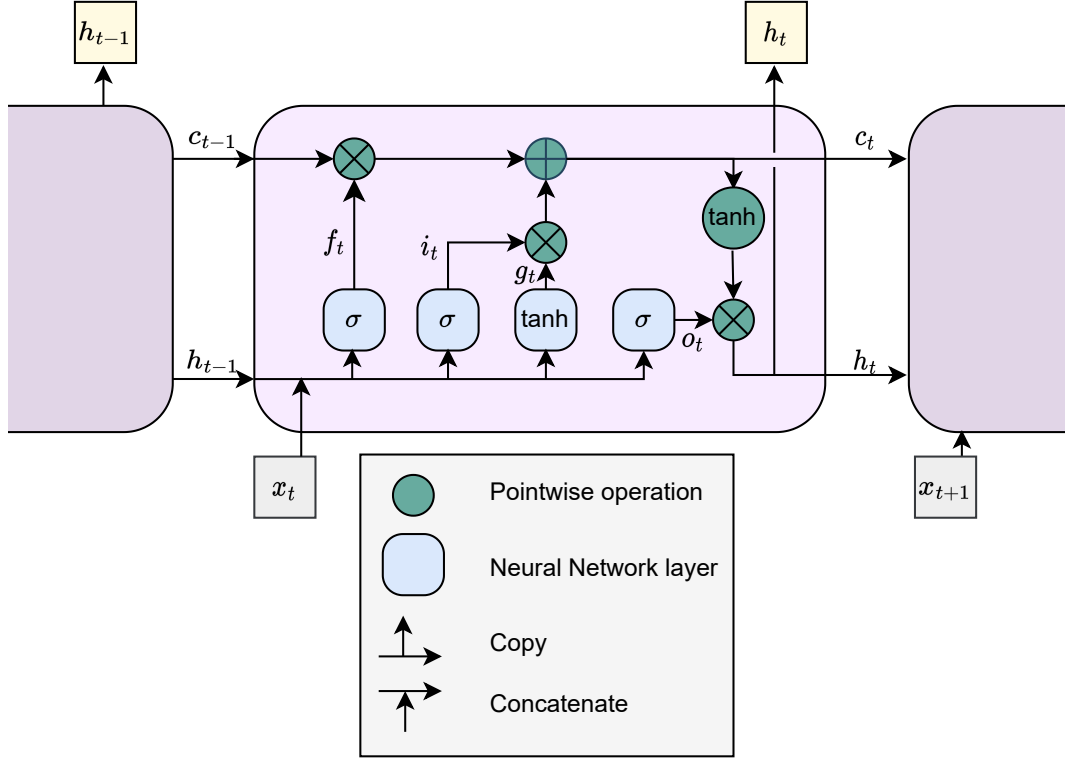 h_{t-1}
h_t
c_{t-1}
c_t
tanh
f_t
i_t
g_t
σ
σ
tanh
σ
o_t
h_{t-1}
h_t
x_t
x_{t+1}
Pointwise operation
Neural Network layer
Copy
Concatenate